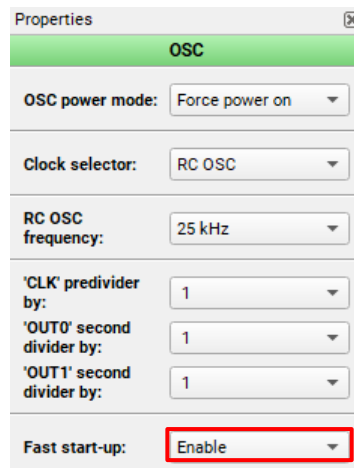 Properties
OSC
OSC power mode: Force power on
Clock selector: RC OSC
RC OSC
frequency: 25 kHz
'CLK' predivider
by: 1
'OUT0' second
divider by: 1
'OUT1' second
divider by: 1
Fast start-up: Enable